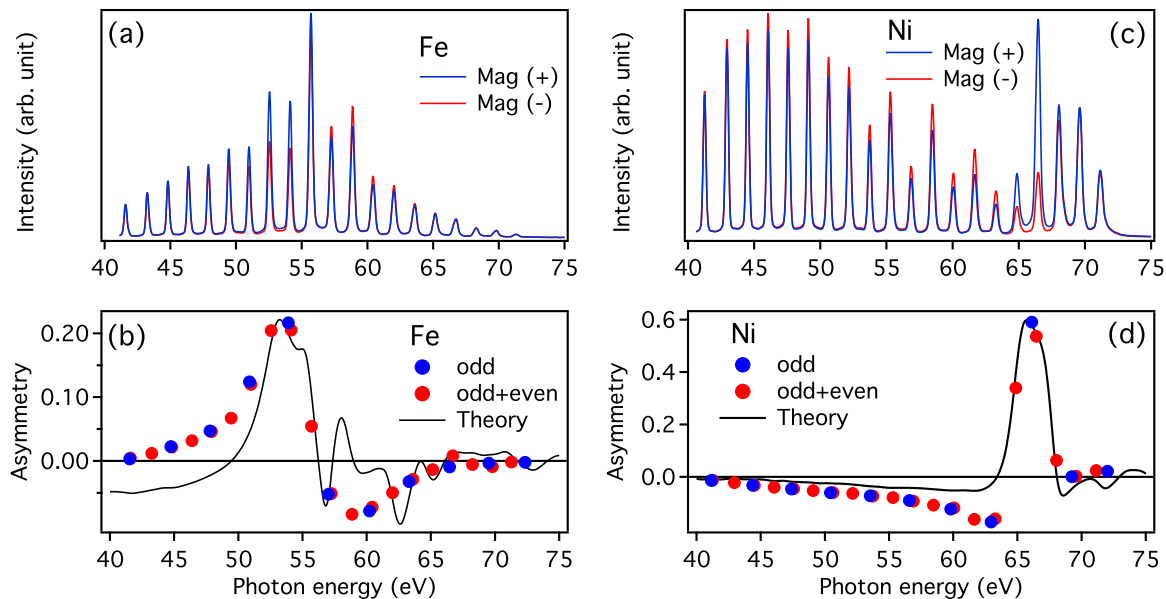 (a)
Fe
Mag (+)
Mag (-)
Intensity (arb. unit)
40 45 50 55 60 65 70 75
Ni
(c)
Mag (+)
Mag (-)
Intensity (arb. unit)
40 45 50 55 60 65 70 75
(b)
Fe
odd
odd+even
Theory
0.20
0.10
0.00
Asymmetry
40 45 50 55 60 65 70 75
Photon energy (eV)
Ni
(d)
odd
odd+even
Theory
0.6
0.4
0.2
0.0
Asymmetry
40 45 50 55 60 65 70 75
Photon energy (eV)